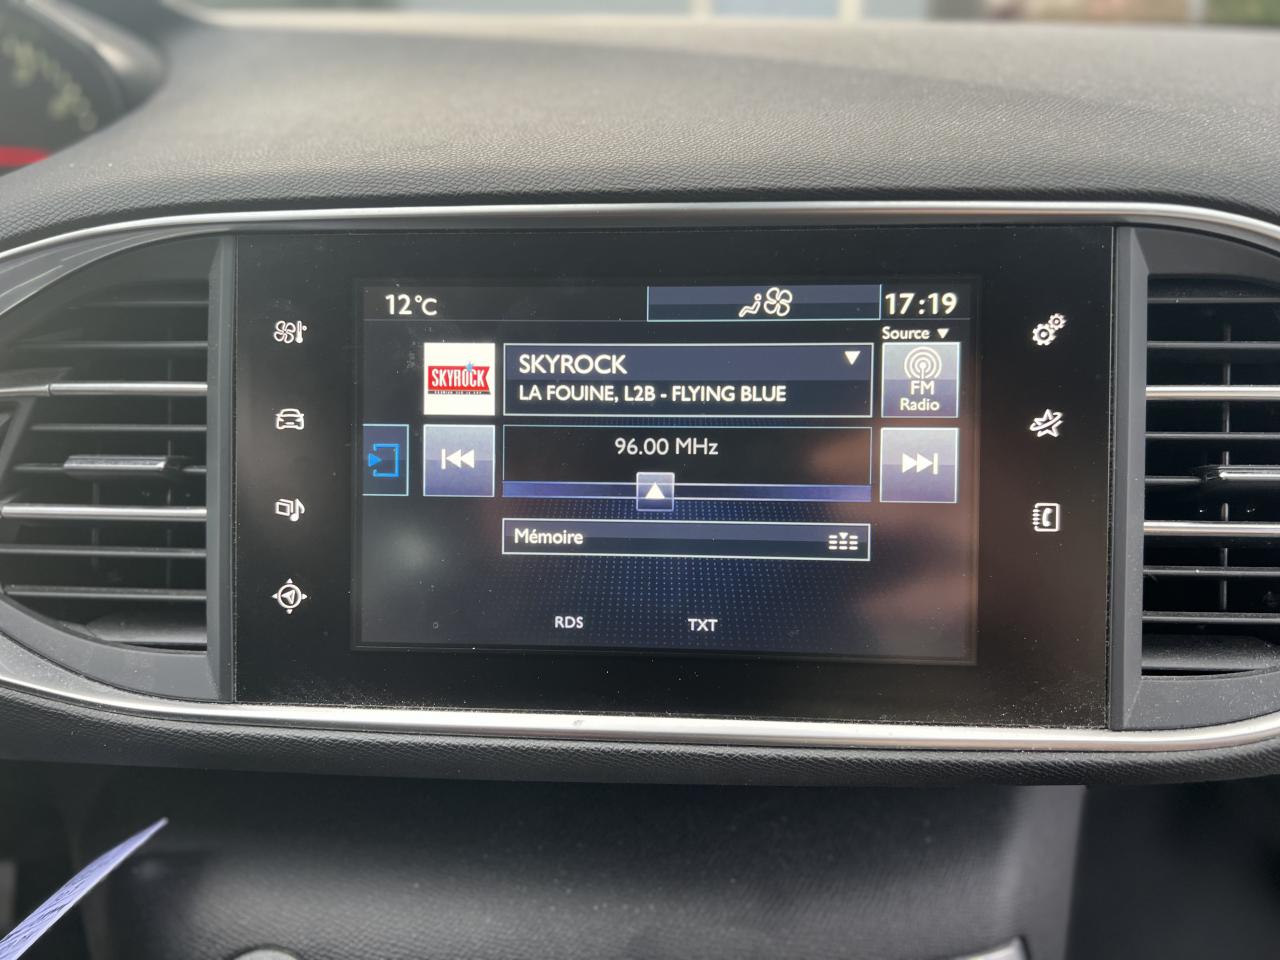 12°C
17:19
Source
SKYROCK
SKYROCK
LA FOUINE, L2B - FLYING BLUE
FM
Radio
96.00 MHz
Mémoire
RDS
TXT